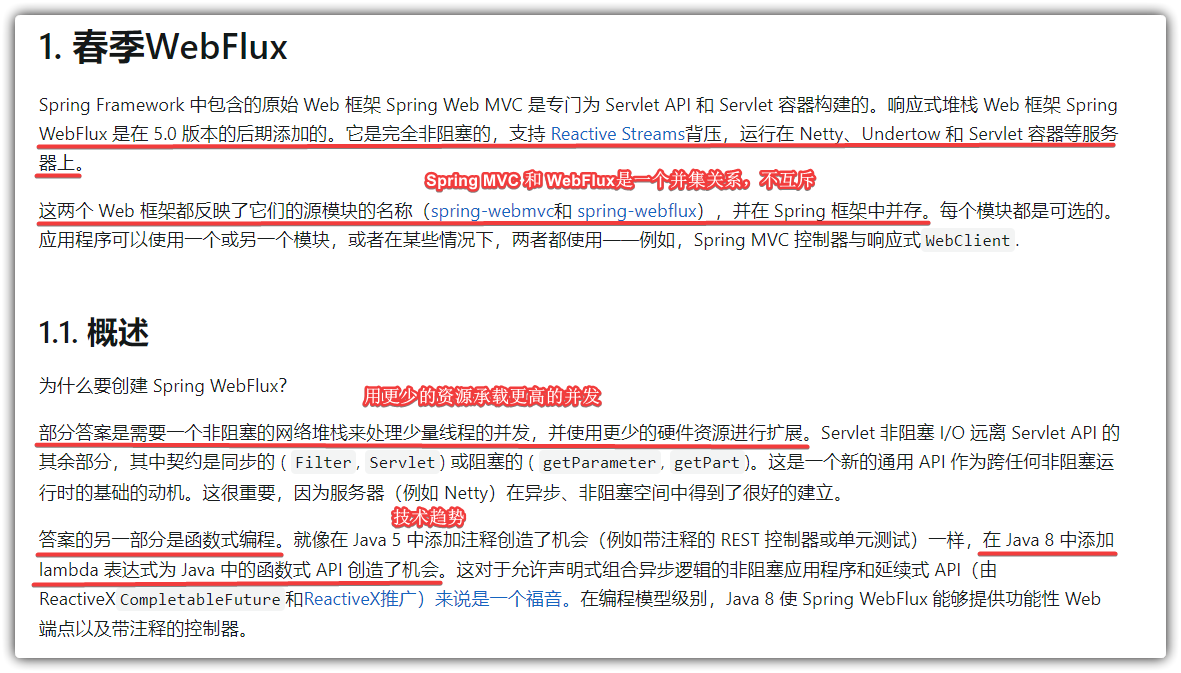 1. 春季WebFlux
Spring Framework 中包含的原始 Web 框架 Spring Web MVC 是专门为 Servlet API 和 Servlet 容器构建的。响应式堆栈 Web 框架 Spring
WebFlux 是在 5.0 版本的后期添加的。它是完全非阻塞的，支持 Reactive Streams背压，运行在 Netty、Undertow 和 Servlet 容器等服务
器上。
Spring MVC 和 WebFlux是一个并集关系，不互斥
这两个 Web 框架都反映了它们的源模块的名称（spring-webmvc和 spring-webflux），并在 Spring 框架中并存。每个模块都是可选的。
应用程序可以使用一个或另一个模块，或者在某些情况下，两者都使用——例如，Spring MVC 控制器与响应式 WebClient .
1.1. 概述
为什么要创建 Spring WebFlux?
用更少的资源承载更高的并发
部分答案是需要一个非阻塞的网络堆栈来处理少量线程的并发，并使用更少的硬件资源进行扩展。Servlet 非阻塞 I/O 远离 Servlet API 的
其余部分，其中契约是同步的 ( Filter , Servlet ) 或阻塞的 ( getParameter , getPart )。这是一个新的通用 API 作为跨任何非阻塞运
行时的基础的动机。这很重要，因为服务器（例如 Netty）在异步、非阻塞空间中得到了很好的建立。
技术趋势
答案的另一部分是函数式编程。就像在 Java 5 中添加注释创造了机会（例如带注释的 REST 控制器或单元测试）一样，在 Java 8 中添加
lambda 表达式为 Java 中的函数式 API 创造了机会。这对于允许声明式组合异步逻辑的非阻塞应用程序和延续式 API（由
ReactiveX CompletableFuture 和ReactiveX推广）来说是一个福音。在编程模型级别，Java 8 使 Spring WebFlux 能够提供功能性 Web
端点以及带注释的控制器。